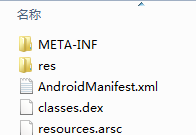 名称
META-INF
res
AndroidManifest.xml
classes.dex
resources.arsc